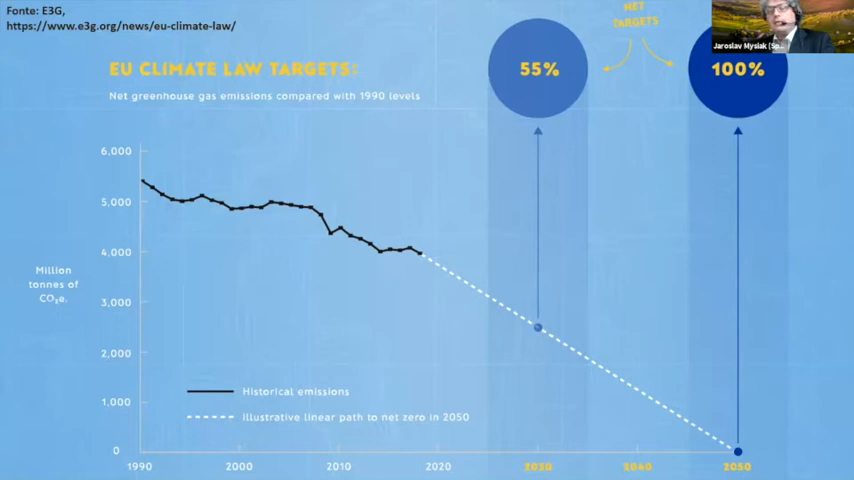 Fonte: E3G,
https://www.e3g.org/news/eu-climate-law/
NET
TARGETS
Jaroslav Mysiak (Sp...
EU CLIMATE LAW TARGETS:
55%
100%
Net greenhouse gas emissions compared with 1990 levels
6,000
5,000
4,000
Million
tonnes of
CO₂e.
3,000
2,000
Historical emissions
1,000
Illustrative linear path to net zero in 2050
0
1990
2000
2010
2020
2030
2040
2050